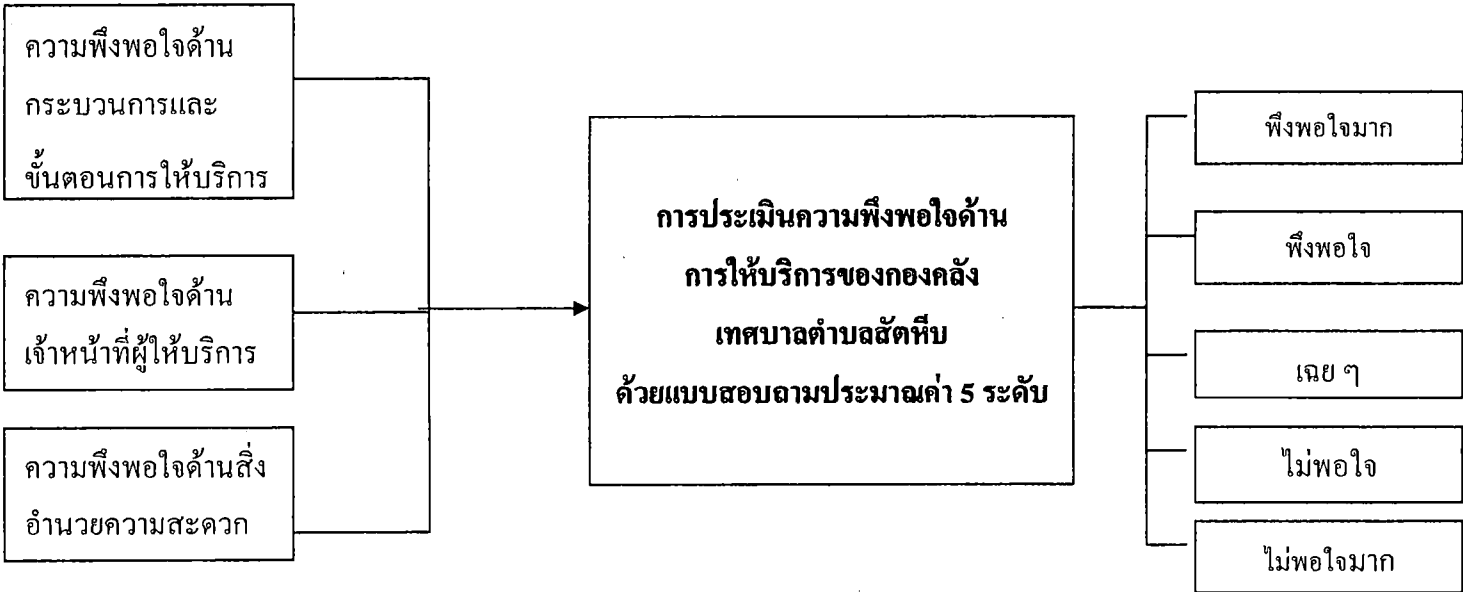 ความพึงพอใจด้าน
กระบวนการและ
ขั้นตอนการให้บริการ
ความพึงพอใจด้าน
เจ้าหน้าที่ผู้ให้บริการ
ความพึงพอใจด้านสิ่ง
อำนวยความสะดวก
การประเมินความพึงพอใจด้าน
การให้บริการของกองคลัง
เทศบาลตำบลสัตหีบ
ด้วยแบบสอบถามประมาณค่า 5 ระดับ
พึงพอใจมาก
พึงพอใจ
เฉย ๆ
ไม่พอใจ
ไม่พอใจมาก